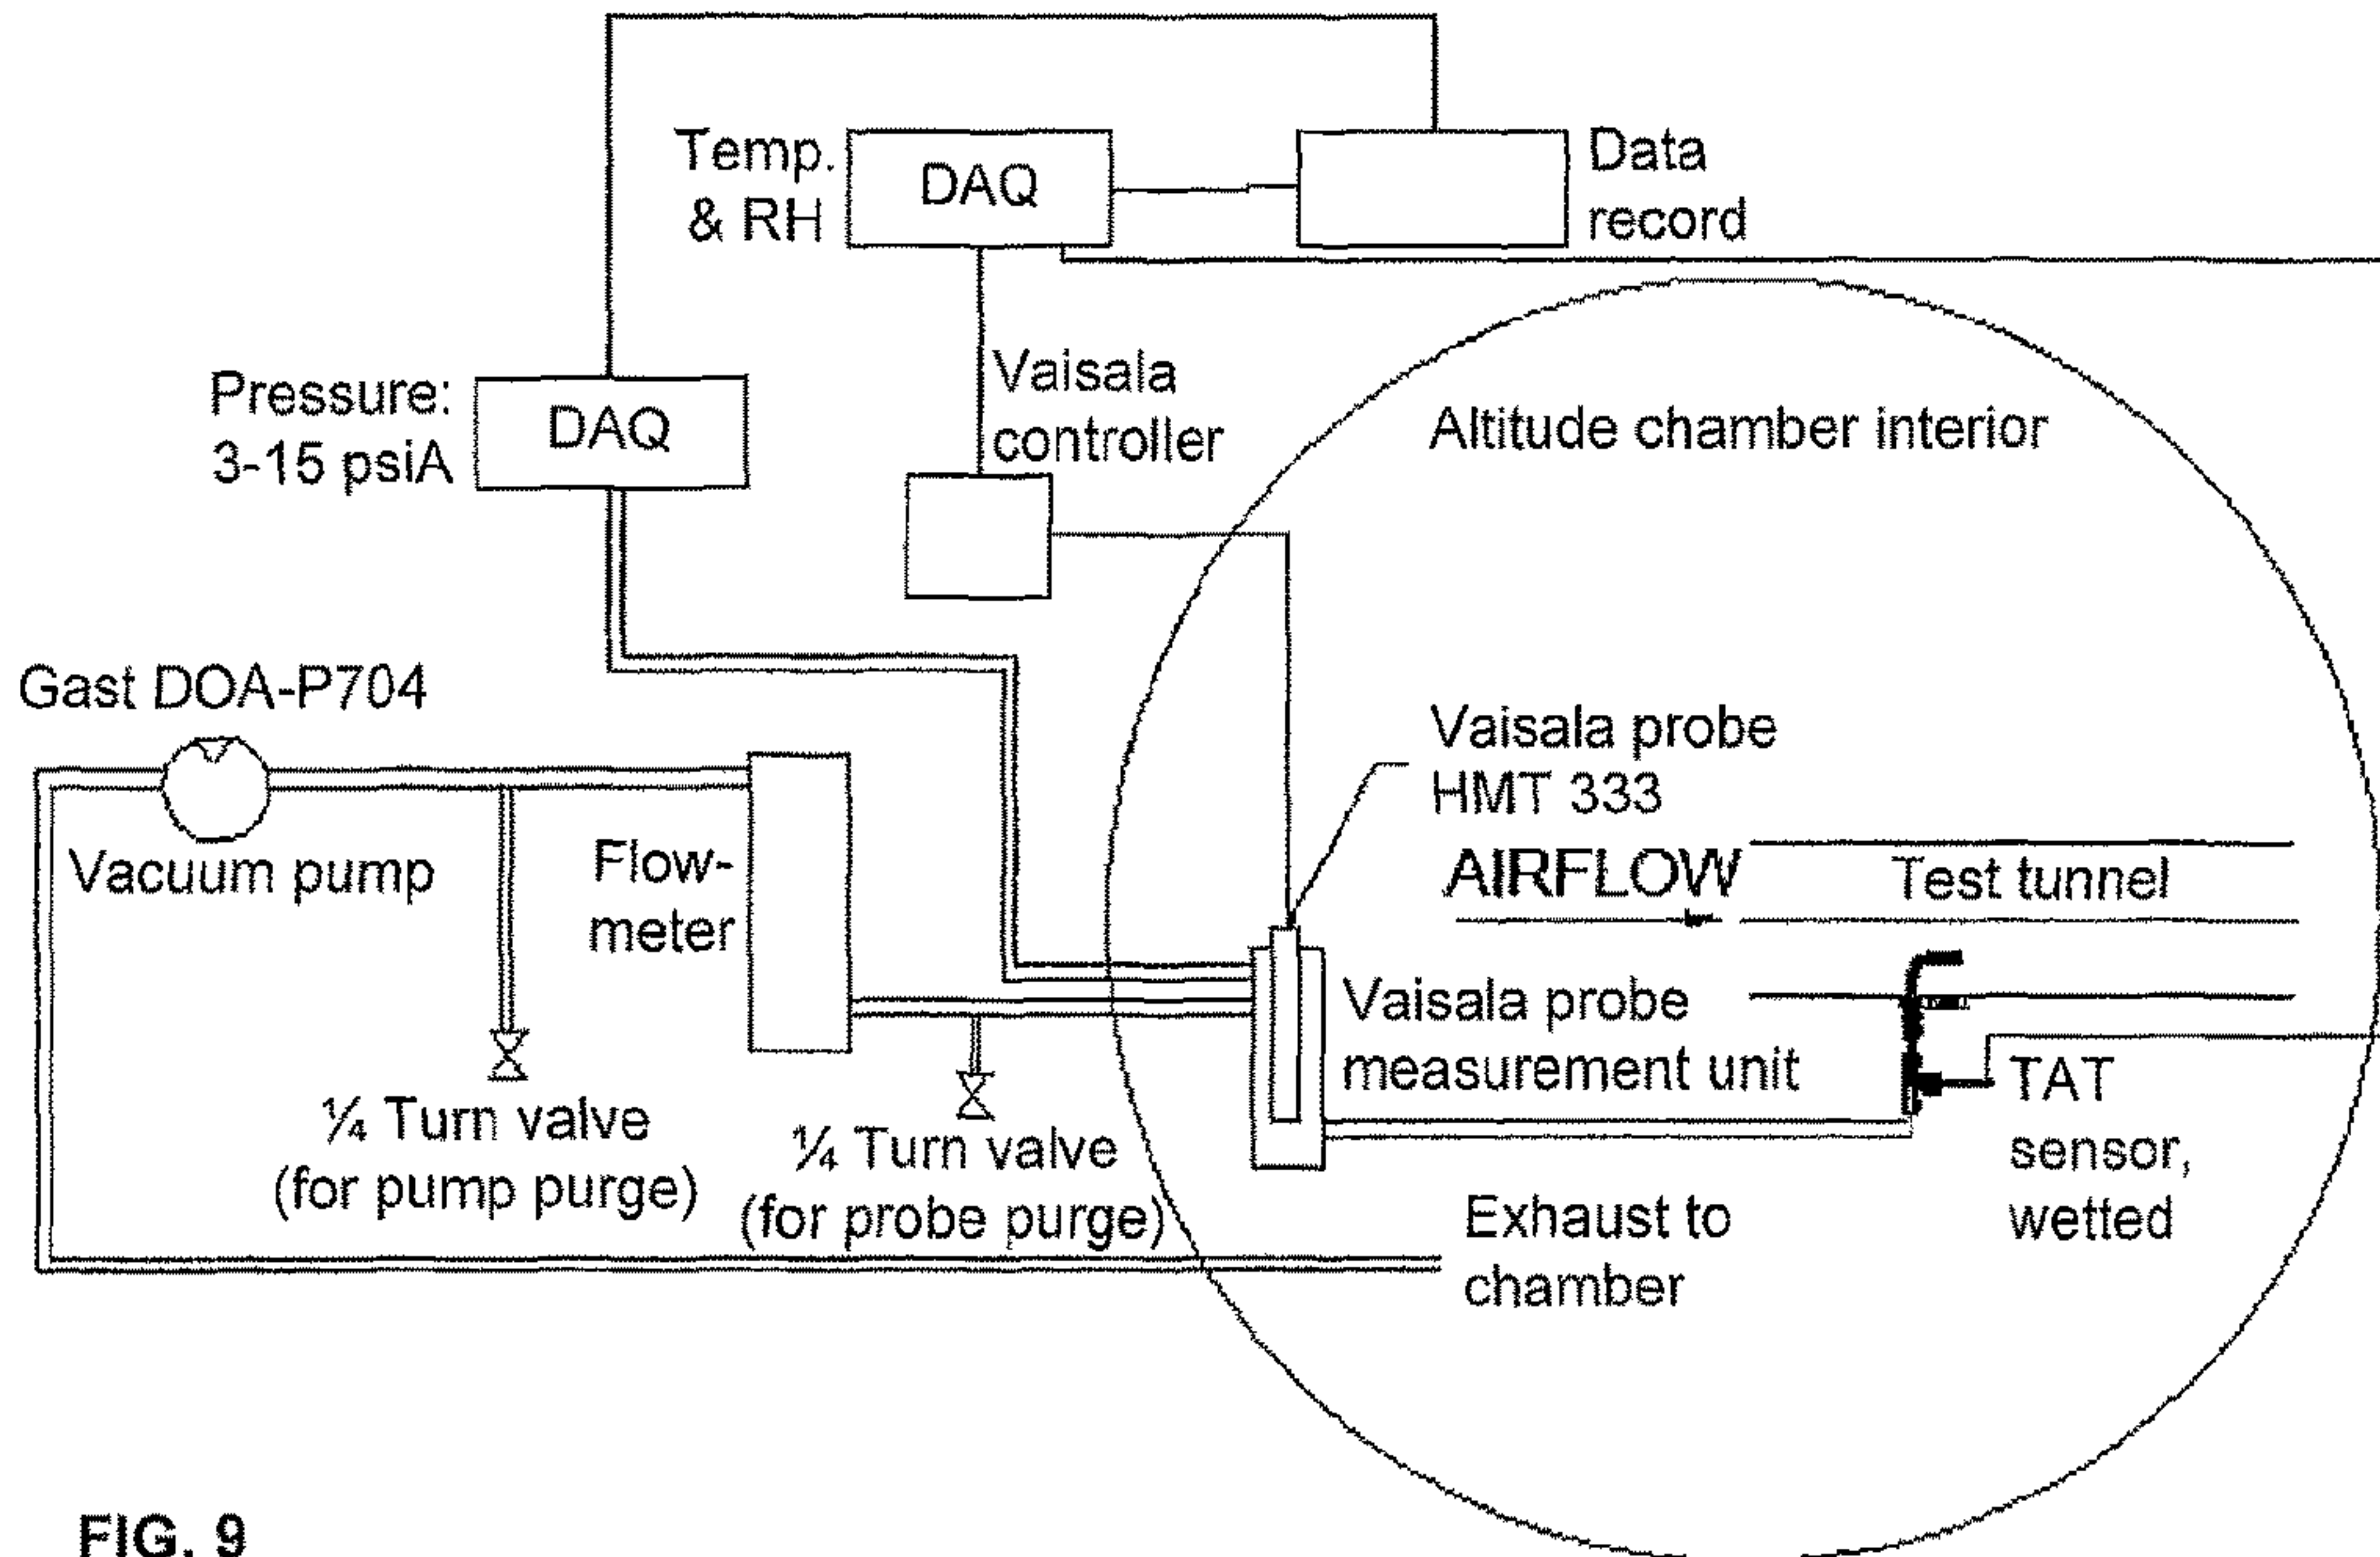 Temp.
& RH
DAQ
Data
record
Pressure:
3-15 psiA
DAQ
Vaisala
controller
Altitude chamber interior
Gast DOA-P704
Vacuum pump
Flow-
meter
Vaisala probe
HMT 333
AIRFLOW
Test tunnel
Vaisala probe
measurement unit
TAT
sensor,
wetted
¼ Turn valve
(for pump purge)
¼ Turn valve
(for probe purge)
Exhaust to
chamber
FIG. 9